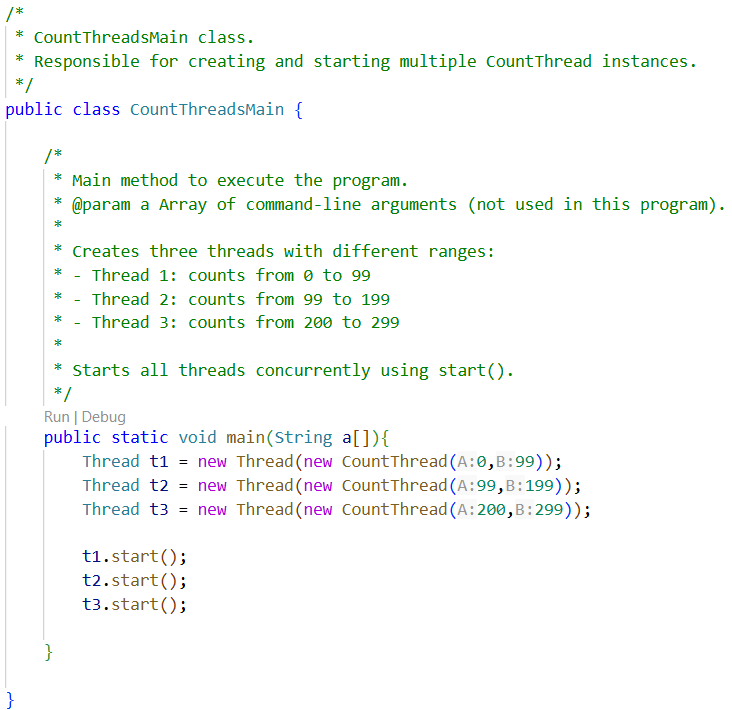 /*
 * CountThreadsMain class.
 * Responsible for creating and starting multiple CountThread instances.
 */
public class CountThreadsMain {
    /*
     * Main method to execute the program.
     * @param a Array of command-line arguments (not used in this program).
     *
     * Creates three threads with different ranges:
     * - Thread 1: counts from 0 to 99
     * - Thread 2: counts from 99 to 199
     * - Thread 3: counts from 200 to 299
     *
     * Starts all threads concurrently using start().
     */
    Run | Debug
    public static void main(String a[]){
        Thread t1 = new Thread(new CountThread(A:0,B:99));
        Thread t2 = new Thread(new CountThread(A:99,B:199));
        Thread t3 = new Thread(new CountThread(A:200,B:299));
        t1.start();
        t2.start();
        t3.start();
    }
}